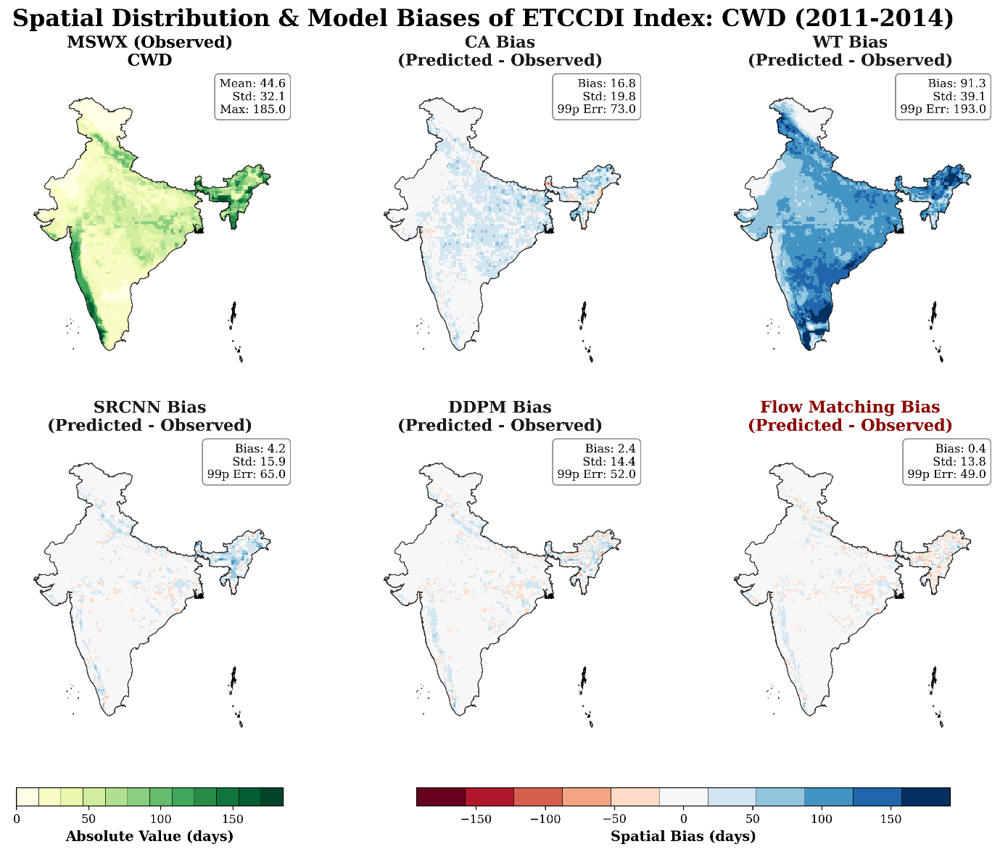 Spatial Distribution & Model Biases of ETCCDI Index: CWD (2011-2014)
MSWX (Observed)
CWD
Mean: 44.6
Std: 32.1
Max: 185.0
CA Bias
(Predicted - Observed)
Bias: 16.8
Std: 19.8
99p Err: 73.0
WT Bias
(Predicted - Observed)
Bias: 91.3
Std: 39.1
99p Err: 193.0
SRCNN Bias
(Predicted - Observed)
Bias: 4.2
Std: 15.9
99p Err: 65.0
DDPM Bias
(Predicted - Observed)
Bias: 2.4
Std: 14.4
99p Err: 52.0
Flow Matching Bias
(Predicted - Observed)
Bias: 0.4
Std: 13.8
99p Err: 49.0
0 50 100 150
Absolute Value (days)
−150 −100 −50 0 50 100 150
Spatial Bias (days)